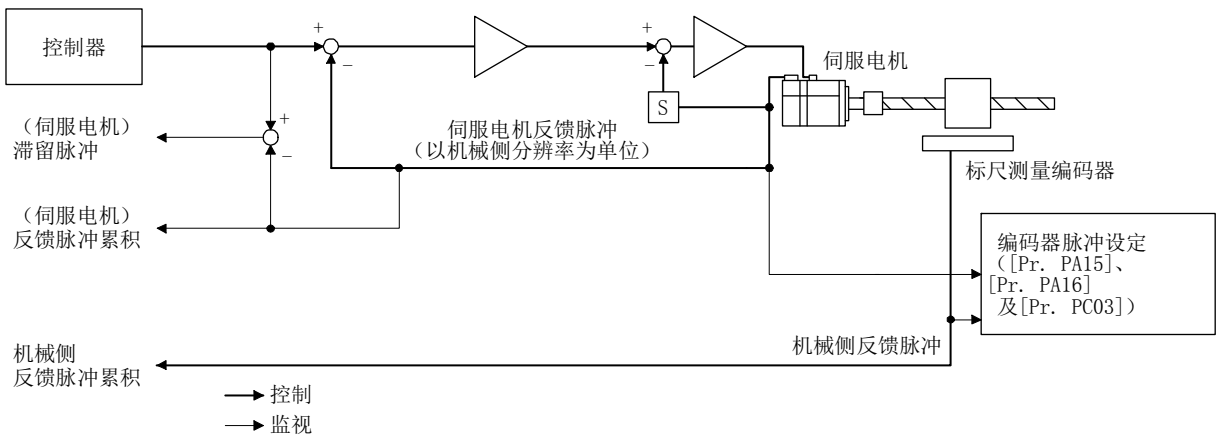 控制器
+
−
+
−
伺服电机
S
+
−
（伺服电机）
滞留脉冲
伺服电机反馈脉冲
（以机械侧分辨率为单位）
标尺测量编码器
（伺服电机）
反馈脉冲累积
编码器脉冲设定
（[Pr. PA15]、
[Pr. PA16]
及[Pr. PC03]）
机械侧
反馈脉冲累积
机械侧反馈脉冲
控制
监视